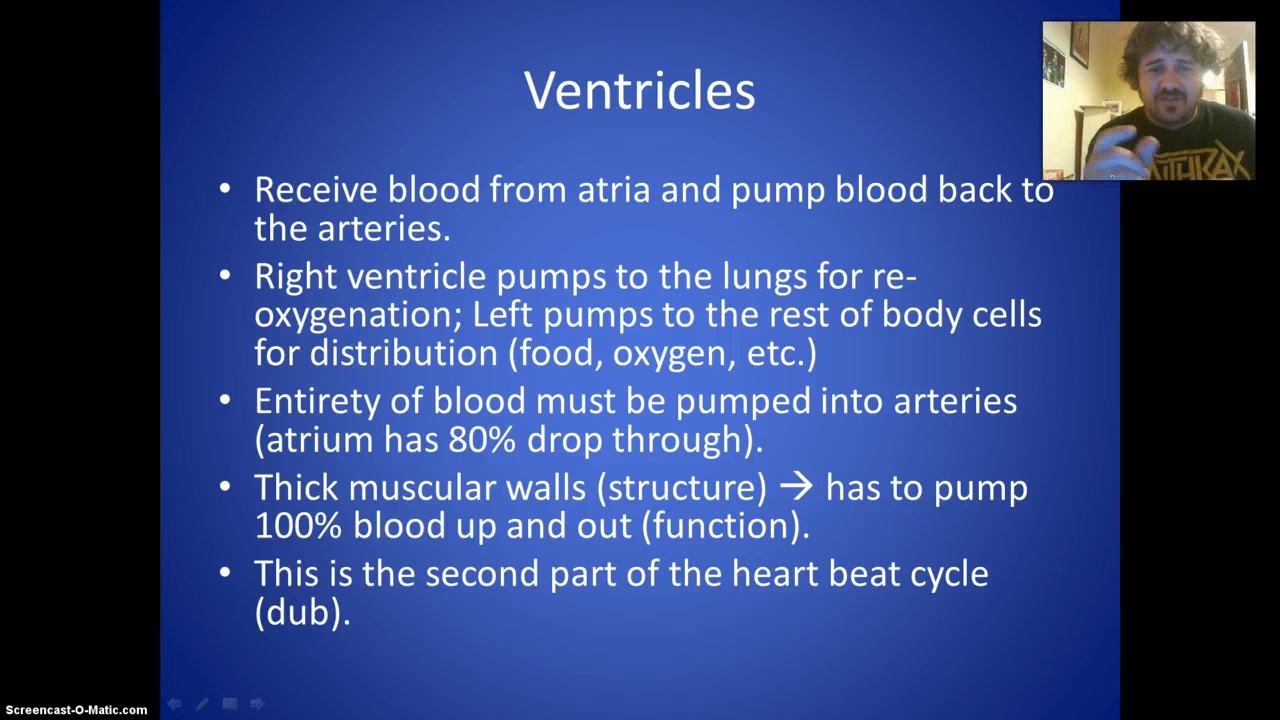 Ventricles
• Receive blood from atria and pump blood back to
the arteries.
• Right ventricle pumps to the lungs for re-
oxygenation; Left pumps to the rest of body cells
for distribution (food, oxygen, etc.)
• Entirety of blood must be pumped into arteries
(atrium has 80% drop through).
• Thick muscular walls (structure) → has to pump
100% blood up and out (function).
• This is the second part of the heart beat cycle
(dub).
ANTHRAX
Screencast-O-Matic.com